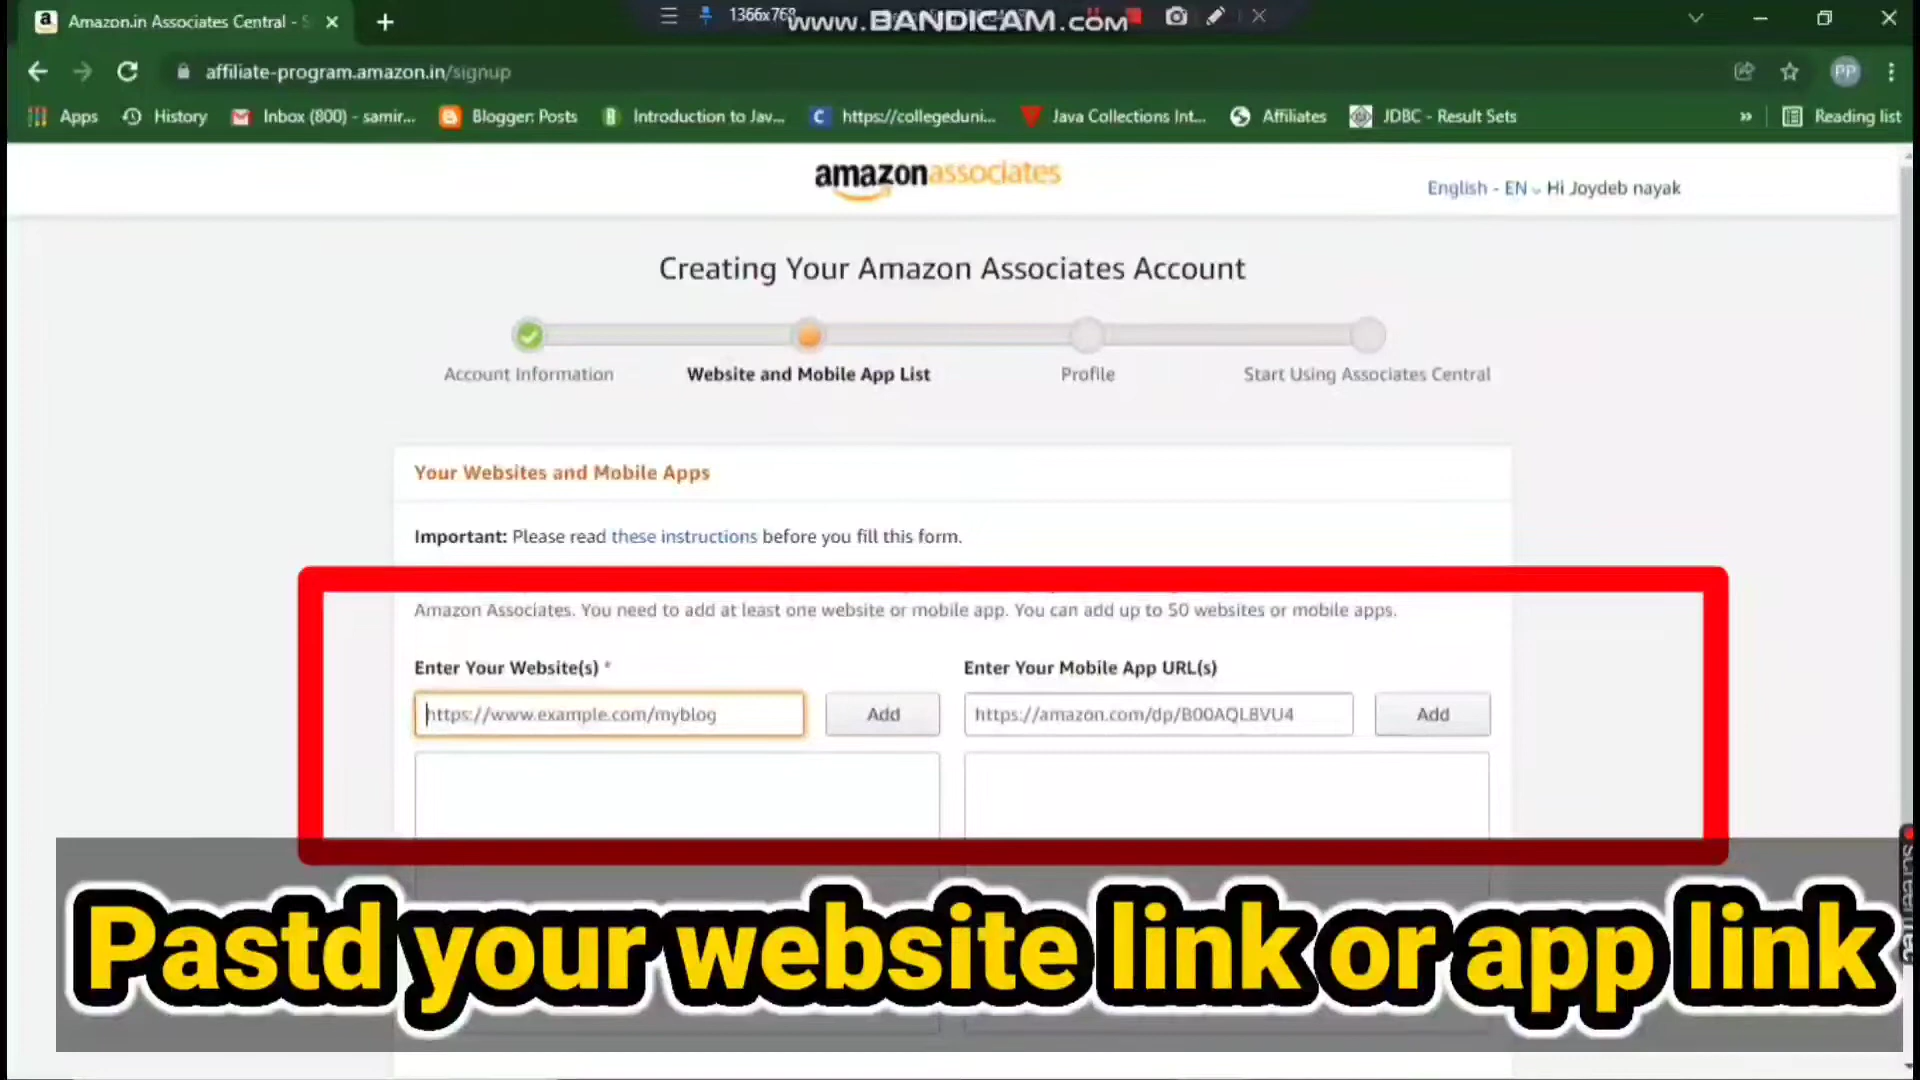 Amazon.in Associates Central - S
1366x768
www.BANDICAM.com
affiliate-program.amazon.in/signup
PP
Apps
History
Inbox (800) - samir...
Blogger: Posts
Introduction to Jav...
https://collegeduni...
Java Collections Int...
Affiliates
JDBC - Result Sets
»
Reading list
amazonassociates
English - EN Hi Joydeb nayak
Creating Your Amazon Associates Account
Account Information
Website and Mobile App List
Profile
Start Using Associates Central
Your Websites and Mobile Apps
Important: Please read these instructions before you fill this form.
Amazon Associates. You need to add at least one website or mobile app. You can add up to 50 websites or mobile apps.
Enter Your Website(s) *
Enter Your Mobile App URL(s)
https://www.example.com/myblog
Add
https://amazon.com/dp/B00AQL8VU4
Add
Pastd your website link or app link